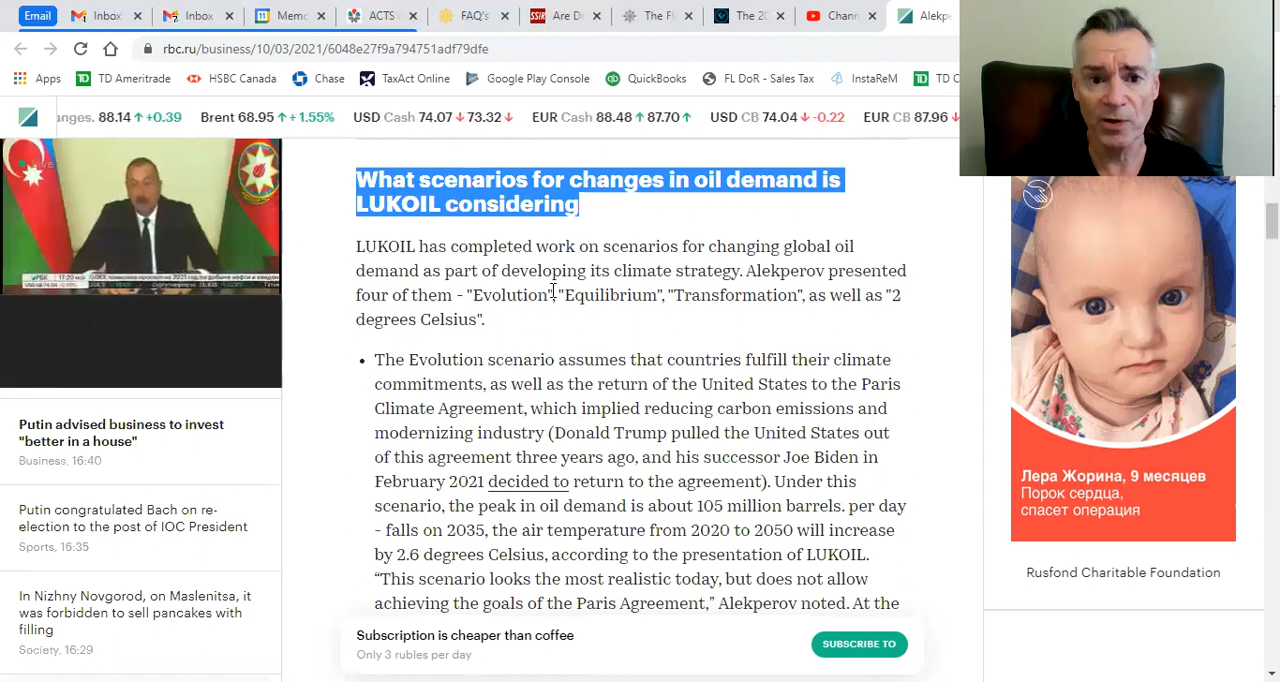 Email
Inbox
Inbox
Memo
ACTS
FAQ's
SSIR Are D
The Fl
The 20
Chann
Alekp
rbc.ru/business/10/03/2021/6048e27f9a794751adf79dfe
Apps
TD Ameritrade
HSBC Canada
Chase
TaxAct Online
Google Play Console
QuickBooks
FL DoR - Sales Tax
InstaReM
TD C
anges. 88.14 ↑ +0.39
Brent 68.95 ↑ + 1.55%
USD Cash 74.07 ↓ 73.32 ↓
EUR Cash 88.48 ↑ 87.70 ↑
USD CB 74.04 ↓ -0.22
EUR CB 87.96 ↓
What scenarios for changes in oil demand is
LUKOIL considering
LUKOIL has completed work on scenarios for changing global oil
demand as part of developing its climate strategy. Alekperov presented
four of them - "Evolution", "Equilibrium", "Transformation", as well as "2
degrees Celsius".
• The Evolution scenario assumes that countries fulfill their climate
commitments, as well as the return of the United States to the Paris
Climate Agreement, which implied reducing carbon emissions and
modernizing industry (Donald Trump pulled the United States out
of this agreement three years ago, and his successor Joe Biden in
February 2021 decided to return to the agreement). Under this
scenario, the peak in oil demand is about 105 million barrels. per day
- falls on 2035, the air temperature from 2020 to 2050 will increase
by 2.6 degrees Celsius, according to the presentation of LUKOIL.
“This scenario looks the most realistic today, but does not allow
achieving the goals of the Paris Agreement,” Alekperov noted. At the
Putin advised business to invest
"better in a house"
Business, 16:40
Putin congratulated Bach on re-
election to the post of IOC President
Sports, 16:35
In Nizhny Novgorod, on Maslenitsa, it
was forbidden to sell pancakes with
filling
Society, 16:29
Subscription is cheaper than coffee
Only 3 rubles per day
SUBSCRIBE TO
Лера Жорина, 9 месяцев
Порок сердца,
спасет операция
Rusfond Charitable Foundation